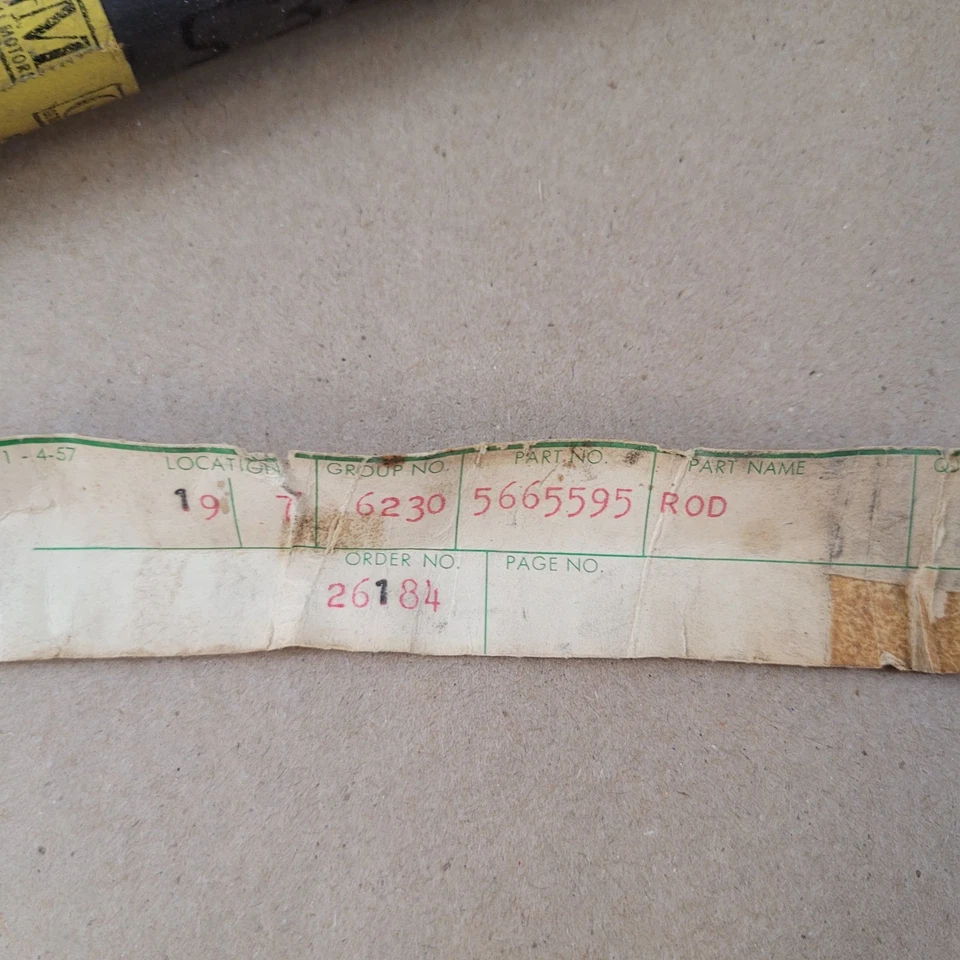 M
MOTORS
1 - 4-57 LOCATION GROUP NO. PART NO. PART NAME
19 7 6230 5665595 ROD
ORDER NO. PAGE NO.
26184